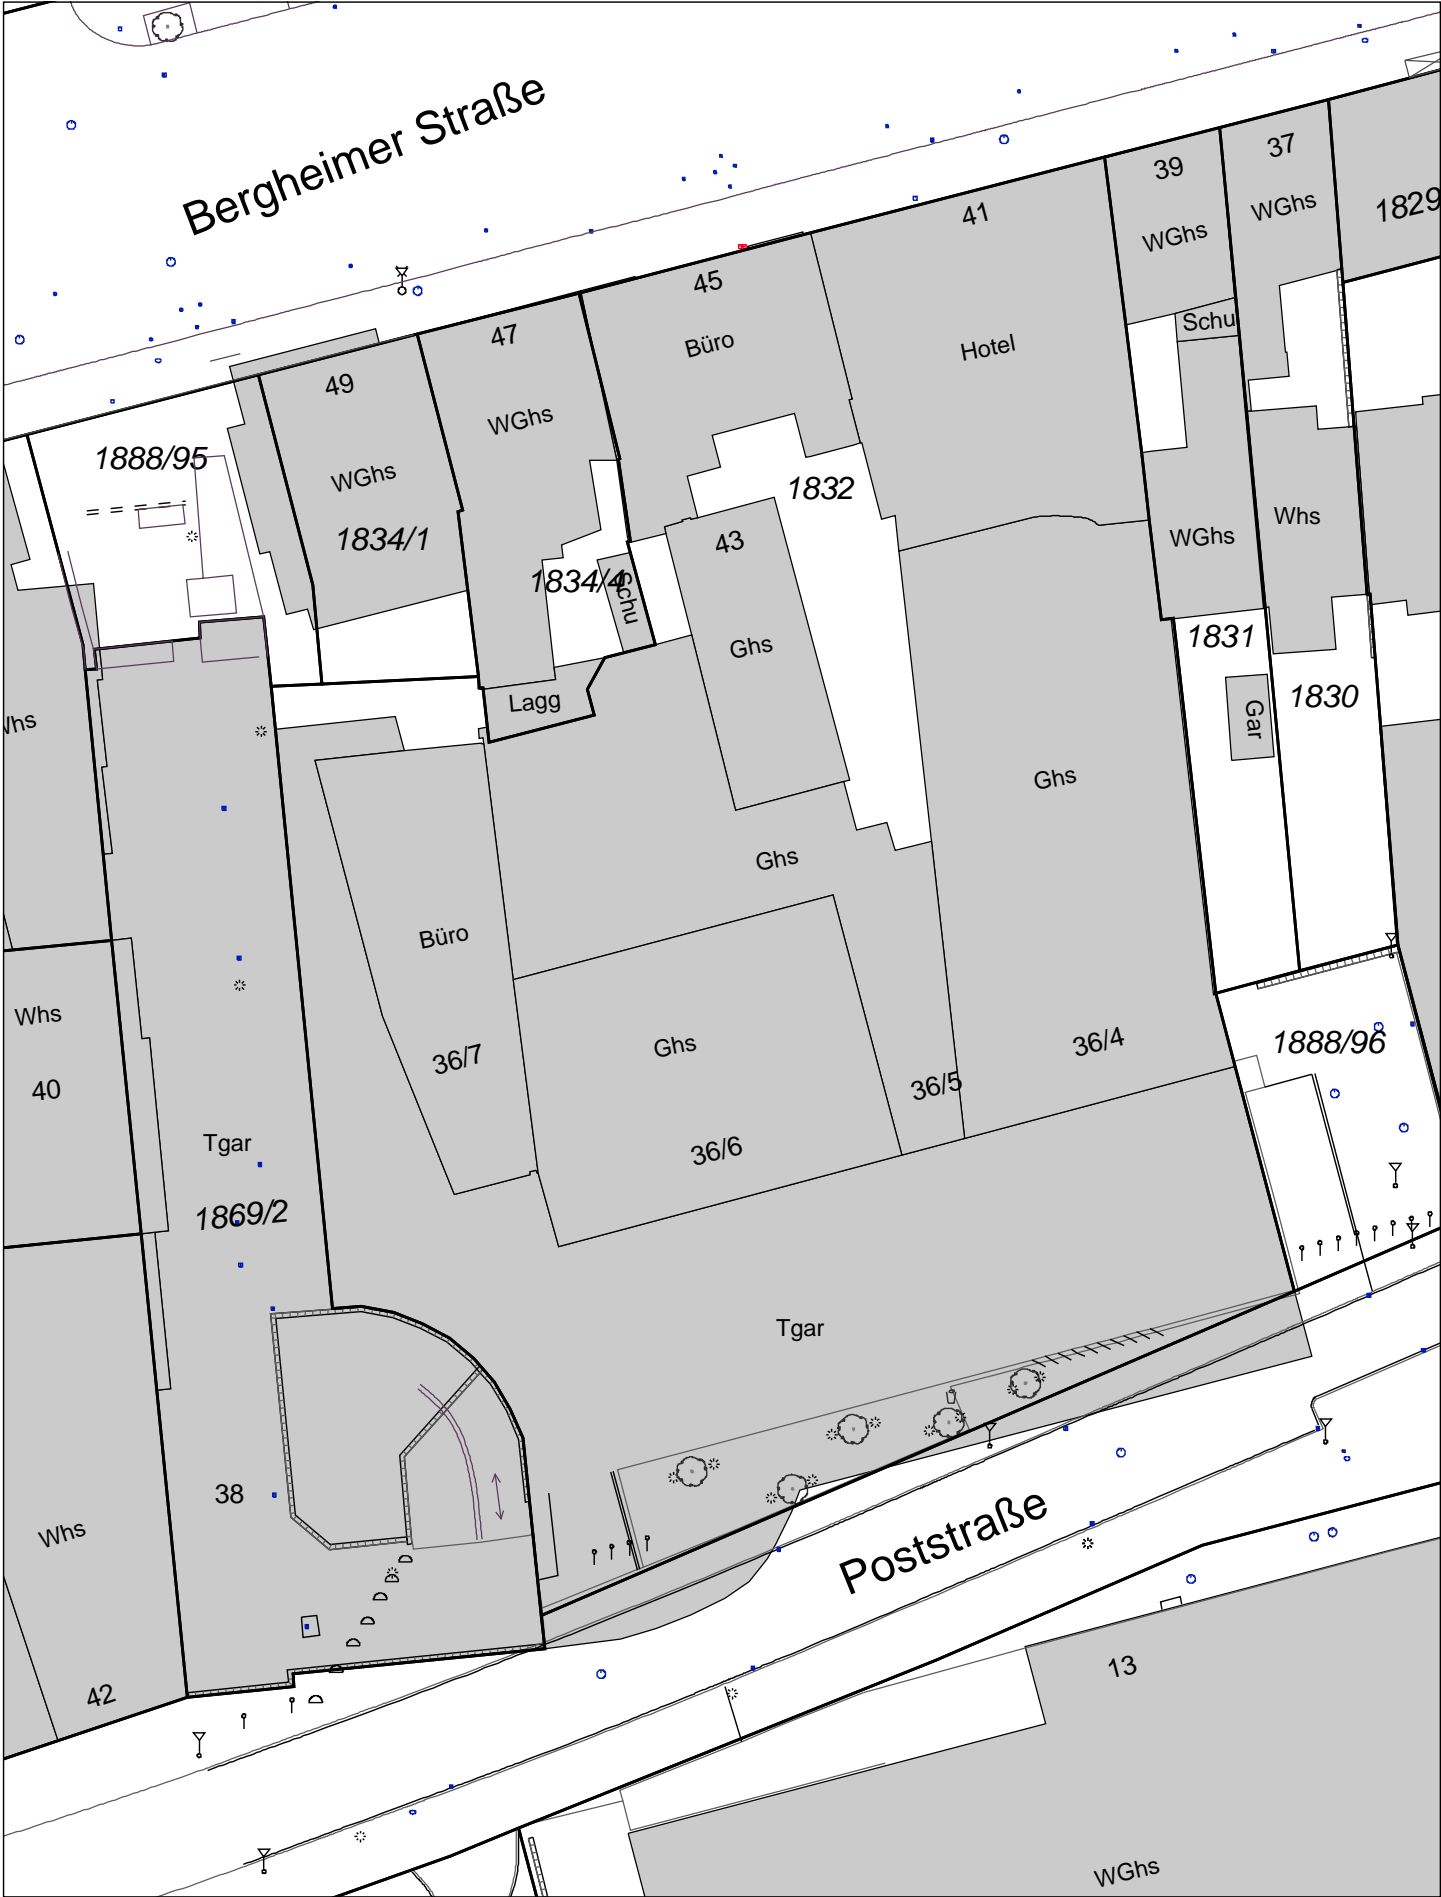 Bergheimer Straße
37
39
WGhs
1829
41
WGhs
45
Schu
47
Büro
Hotel
49
WGhs
1888/95
WGhs
1832
Whs
1834/1
43
WGhs
1834/4
Schu
1831
Ghs
1830
Lagg
Gar
Whs
Ghs
Ghs
Büro
Whs
1888/96
Ghs
36/4
36/7
40
36/5
Tgar
36/6
1869/2
Tgar
38
Whs
Poststraße
13
42
WGhs